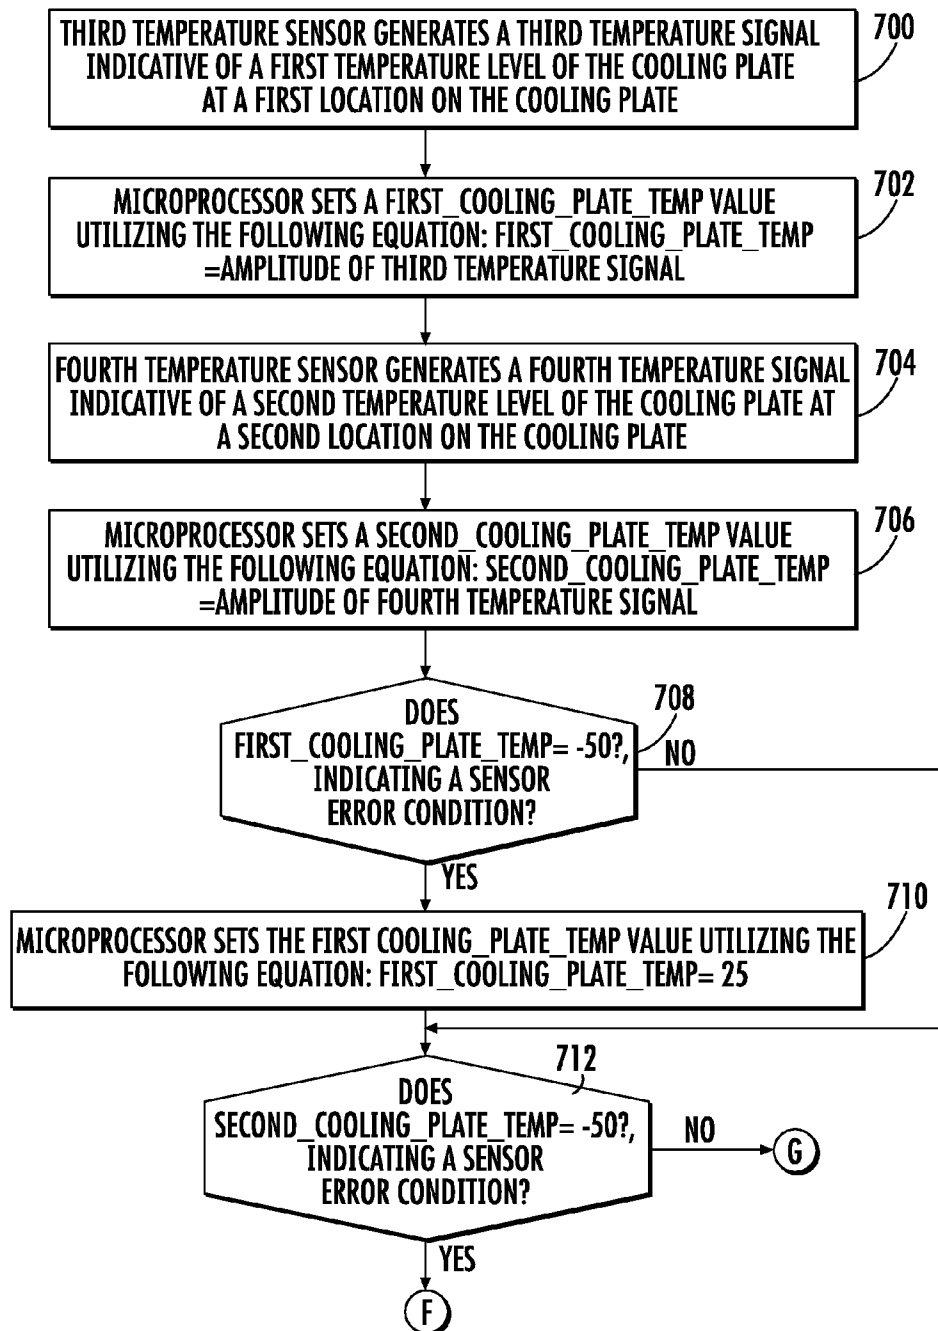 THIRD TEMPERATURE SENSOR GENERATES A THIRD TEMPERATURE SIGNAL
INDICATIVE OF A FIRST TEMPERATURE LEVEL OF THE COOLING PLATE
AT A FIRST LOCATION ON THE COOLING PLATE
700
MICROPROCESSOR SETS A FIRST_COOLING_PLATE_TEMP VALUE
UTILIZING THE FOLLOWING EQUATION: FIRST_COOLING_PLATE_TEMP
=AMPLITUDE OF THIRD TEMPERATURE SIGNAL
702
FOURTH TEMPERATURE SENSOR GENERATES A FOURTH TEMPERATURE SIGNAL
INDICATIVE OF A SECOND TEMPERATURE LEVEL OF THE COOLING PLATE AT
A SECOND LOCATION ON THE COOLING PLATE
704
MICROPROCESSOR SETS A SECOND_COOLING_PLATE_TEMP VALUE
UTILIZING THE FOLLOWING EQUATION: SECOND_COOLING_PLATE_TEMP
=AMPLITUDE OF FOURTH TEMPERATURE SIGNAL
706
DOES
FIRST_COOLING_PLATE_TEMP= -50?,
INDICATING A SENSOR
ERROR CONDITION?
708
NO
YES
MICROPROCESSOR SETS THE FIRST COOLING_PLATE_TEMP VALUE UTILIZING THE
FOLLOWING EQUATION: FIRST_COOLING_PLATE_TEMP= 25
710
DOES
SECOND_COOLING_PLATE_TEMP= -50?,
INDICATING A SENSOR
ERROR CONDITION?
712
NO
G
YES
F